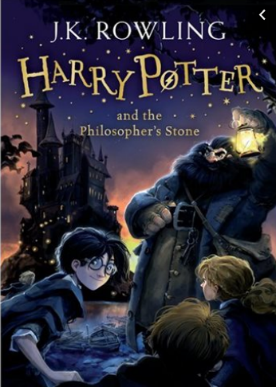 J.K. ROWLING
HARRY POTTER
and the
Philosopher's Stone